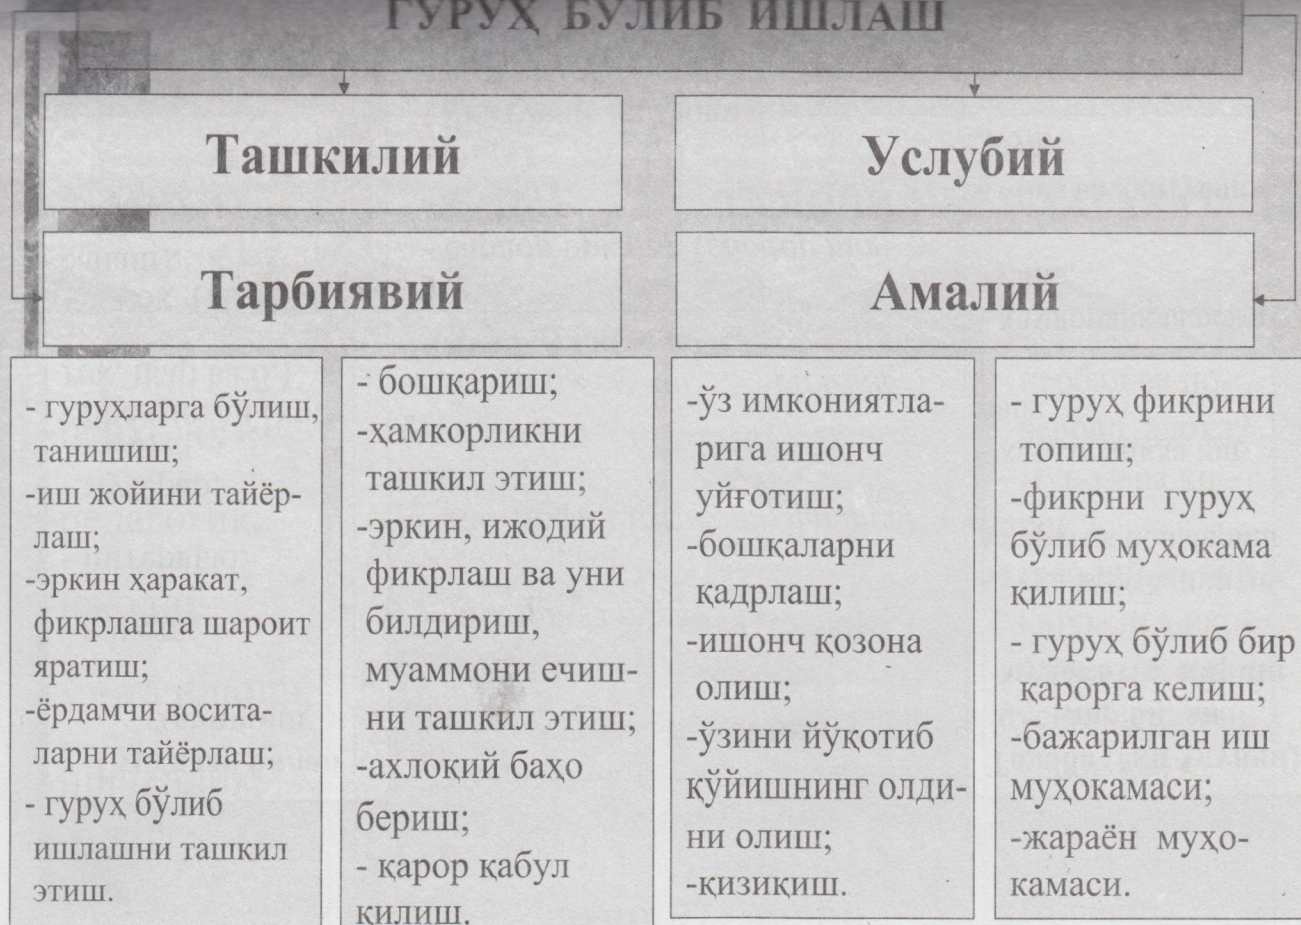 ГУРУҲ БЎЛИБ ИШЛАШ
Ташкилий
Услубий
Тарбиявий
Амалий
- гуруҳларга бўлиш,
танишиш;
-иш жойини тайёр-
лаш;
-эркин ҳаракат,
фикрлашга шароит
яратиш;
-ёрдамчи восита-
ларни тайёрлаш;
- гуруҳ бўлиб
ишлашни ташкил
этиш.
- бошқариш;
-ҳамкорликни
ташкил этиш;
-эркин, ижодий
фикрлаш ва уни
билдириш,
муаммони ечиш-
ни ташкил этиш;
-ахлоқий баҳо
бериш;
- қарор қабул
қилиш.
-ўз имкониятла-
рига ишонч
уйғотиш;
-бошқаларни
қадрлаш;
-ишонч қозона
олиш;
-ўзини йўқотиб
қўйишнинг олди-
ни олиш;
-қизиқиш.
- гуруҳ фикрини
топиш;
-фикрни гуруҳ
бўлиб муҳокама
қилиш;
- гуруҳ бўлиб бир
қарорга келиш;
-бажарилган иш
муҳокамаси;
-жараён муҳо-
камаси.